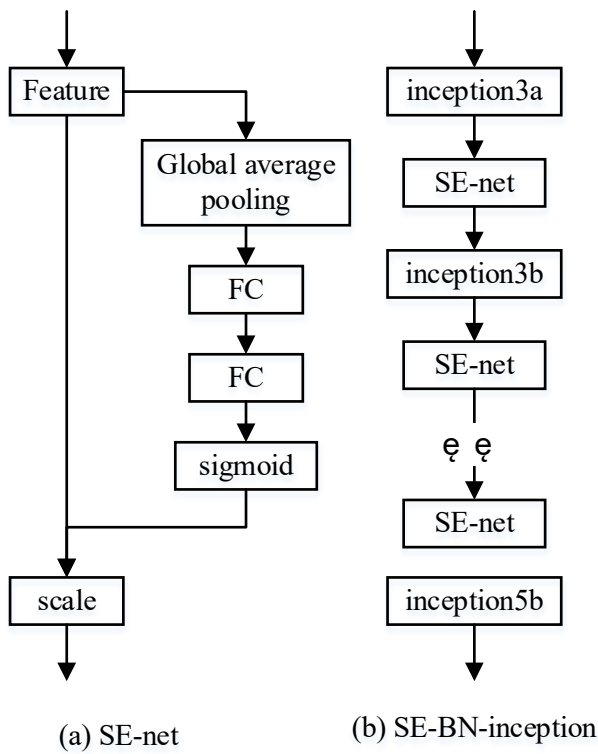 Feature
Global average
pooling
FC
FC
sigmoid
scale
(a) SE-net
inception3a
SE-net
inception3b
SE-net
ę ę
SE-net
inception5b
(b) SE-BN-inception